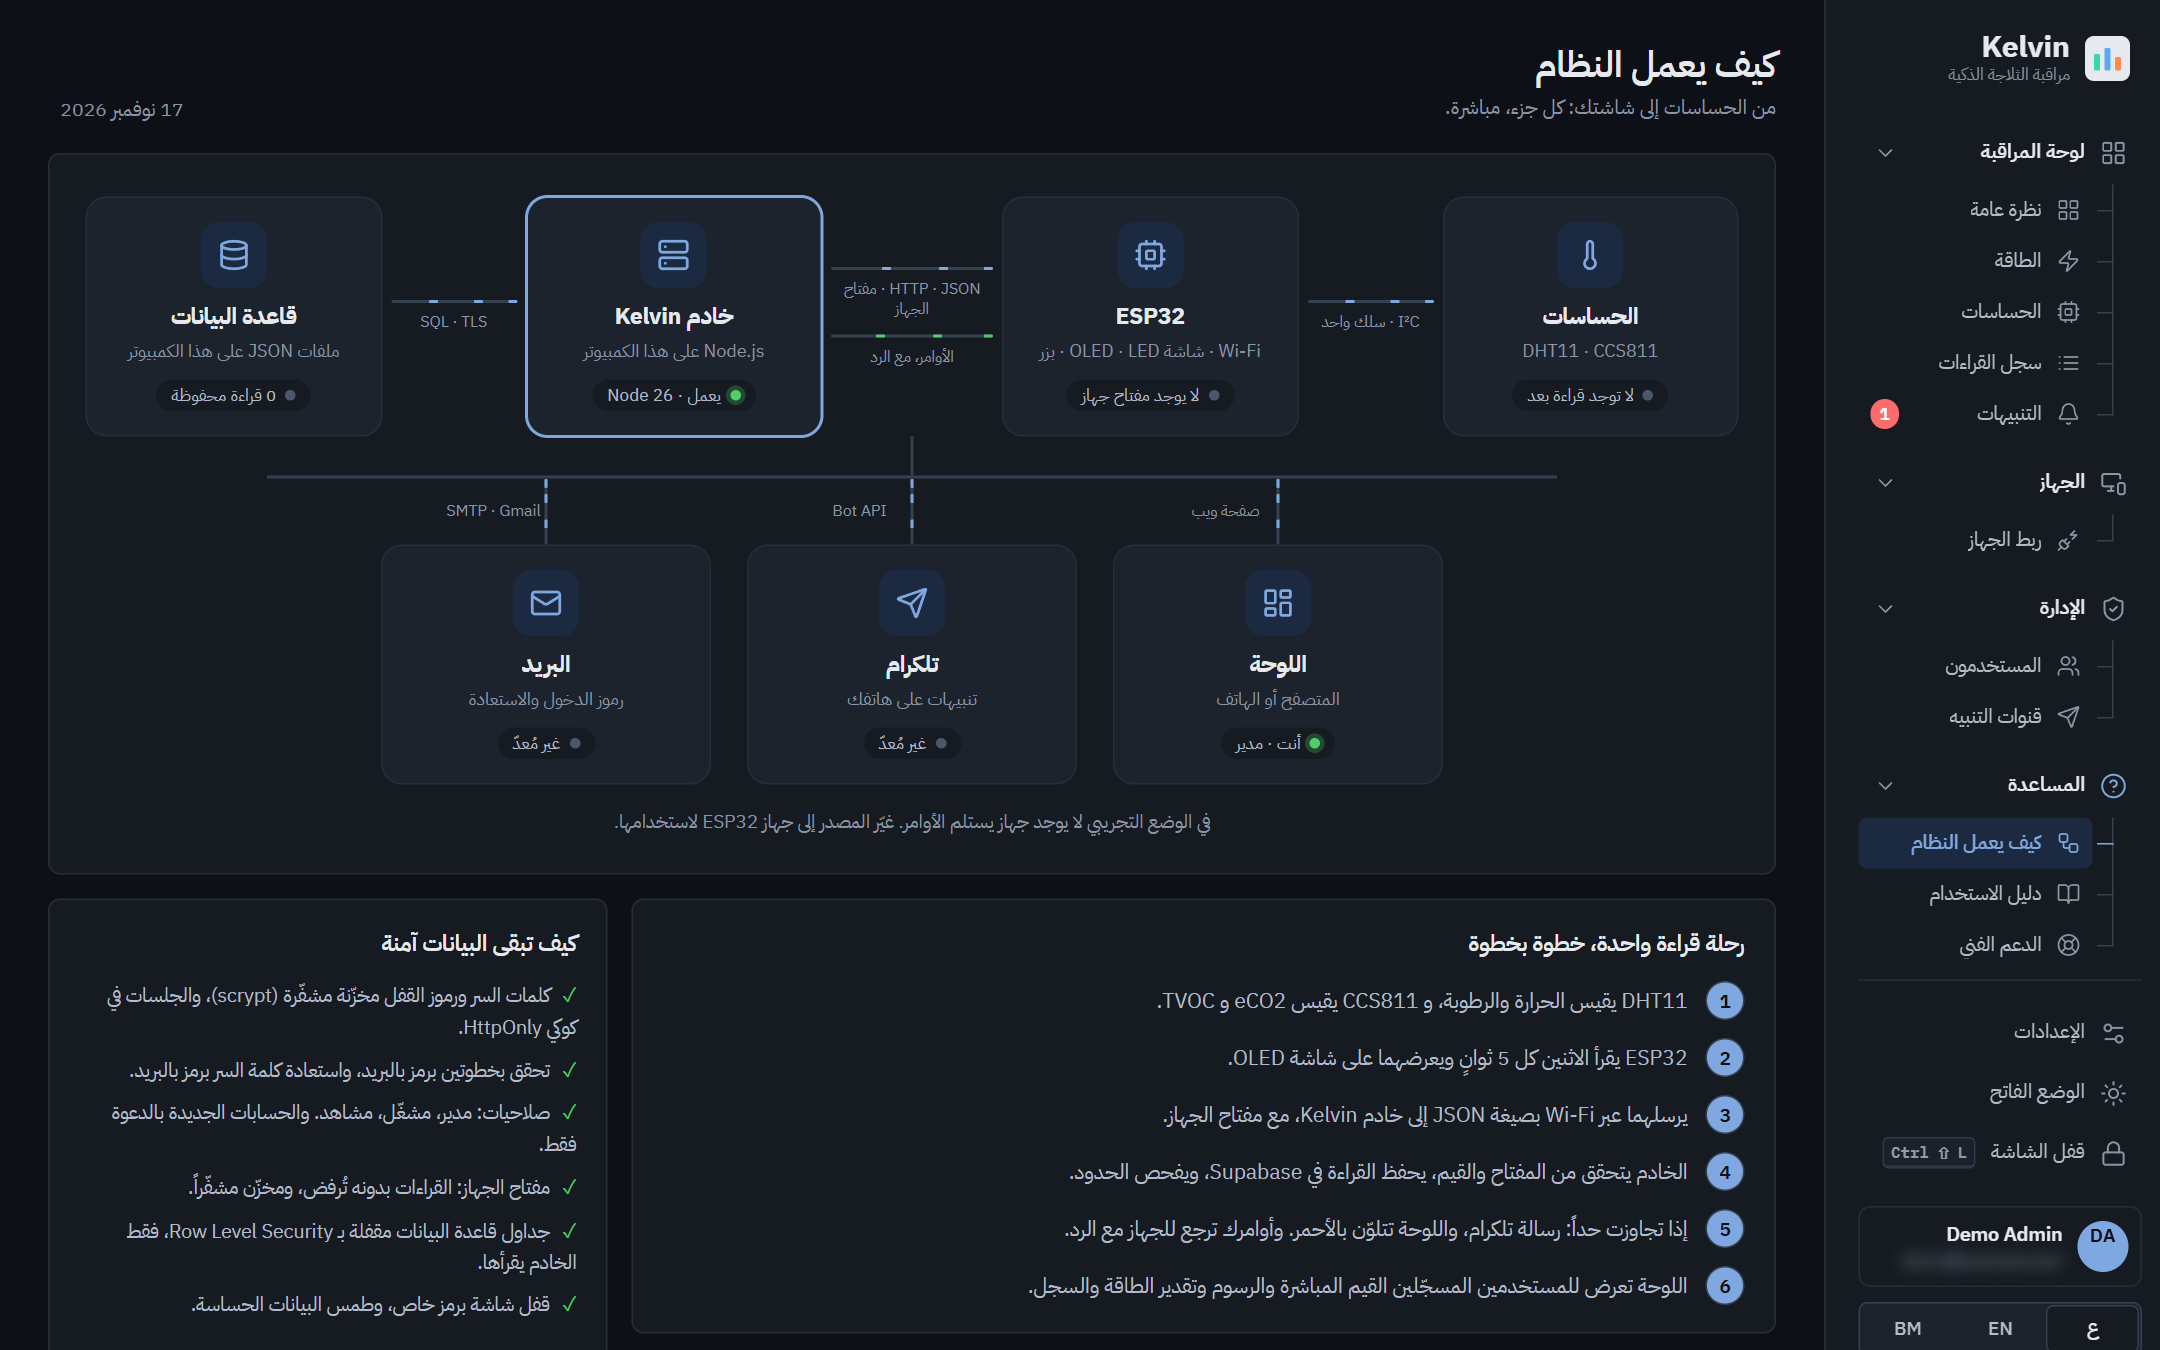 Kelvin
مراقبة الثلاجة الذكية
لوحة المراقبة
نظرة عامة
الطاقة
الحساسات
سجل القراءات
التنبيهات
1
الجهاز
ربط الجهاز
الإدارة
المستخدمون
قنوات التنبيه
المساعدة
كيف يعمل النظام
دليل الاستخدام
الدعم الفني
الإعدادات
الوضع الفاتح
قفل الشاشة
Ctrl ⇧ L
DA
Demo Admin
ع
EN
BM
كيف يعمل النظام
من الحساسات إلى شاشتك: كل جزء، مباشرة.
17 نوفمبر 2026
الحساسات
DHT11 · CCS811
لا توجد قراءة بعد
I²C · سلك واحد
ESP32
Wi-Fi · شاشة OLED · LED · بزر
لا يوجد مفتاح جهاز
HTTP · JSON · مفتاح
الجهاز
الأوامر، مع الرد
خادم Kelvin
Node.js على هذا الكمبيوتر
يعمل · Node 26
SQL · TLS
قاعدة البيانات
ملفات JSON على هذا الكمبيوتر
0 قراءة محفوظة
صفحة ويب
Bot API
SMTP · Gmail
اللوحة
المتصفح أو الهاتف
أنت · مدير
تلكرام
تنبيهات على هاتفك
غير مُعدّ
البريد
رموز الدخول والاستعادة
غير مُعدّ
في الوضع التجريبي لا يوجد جهاز يستلم الأوامر. غيّر المصدر إلى جهاز ESP32 لاستخدامها.
رحلة قراءة واحدة، خطوة بخطوة
1 DHT11 يقيس الحرارة والرطوبة، و CCS811 يقيس eCO2 و TVOC.
2 ESP32 يقرأ الاثنين كل 5 ثوانٍ ويعرضهما على شاشة OLED.
3 يرسلهما عبر Wi-Fi بصيغة JSON إلى خادم Kelvin، مع مفتاح الجهاز.
4 الخادم يتحقق من المفتاح والقيم، يحفظ القراءة في Supabase، ويفحص الحدود.
5 إذا تجاوزت حداً: رسالة تلكرام، واللوحة تتلوّن بالأحمر. وأوامرك ترجع للجهاز مع الرد.
6 اللوحة تعرض للمستخدمين المسجّلين القيم المباشرة والرسوم وتقدير الطاقة والسجل.
كيف تبقى البيانات آمنة
✓ كلمات السر ورموز القفل مخزّنة مشفّرة (scrypt)، والجلسات في
كوكي HttpOnly.
✓ تحقق بخطوتين برمز بالبريد، واستعادة كلمة السر برمز بالبريد.
✓ صلاحيات: مدير، مشغّل، مشاهد. والحسابات الجديدة بالدعوة
فقط.
✓ مفتاح الجهاز: القراءات بدونه تُرفض، ومخزّن مشفّراً.
✓ جداول قاعدة البيانات مقفلة بـ Row Level Security، فقط
الخادم يقرأها.
✓ قفل شاشة برمز خاص، وطمس البيانات الحساسة.